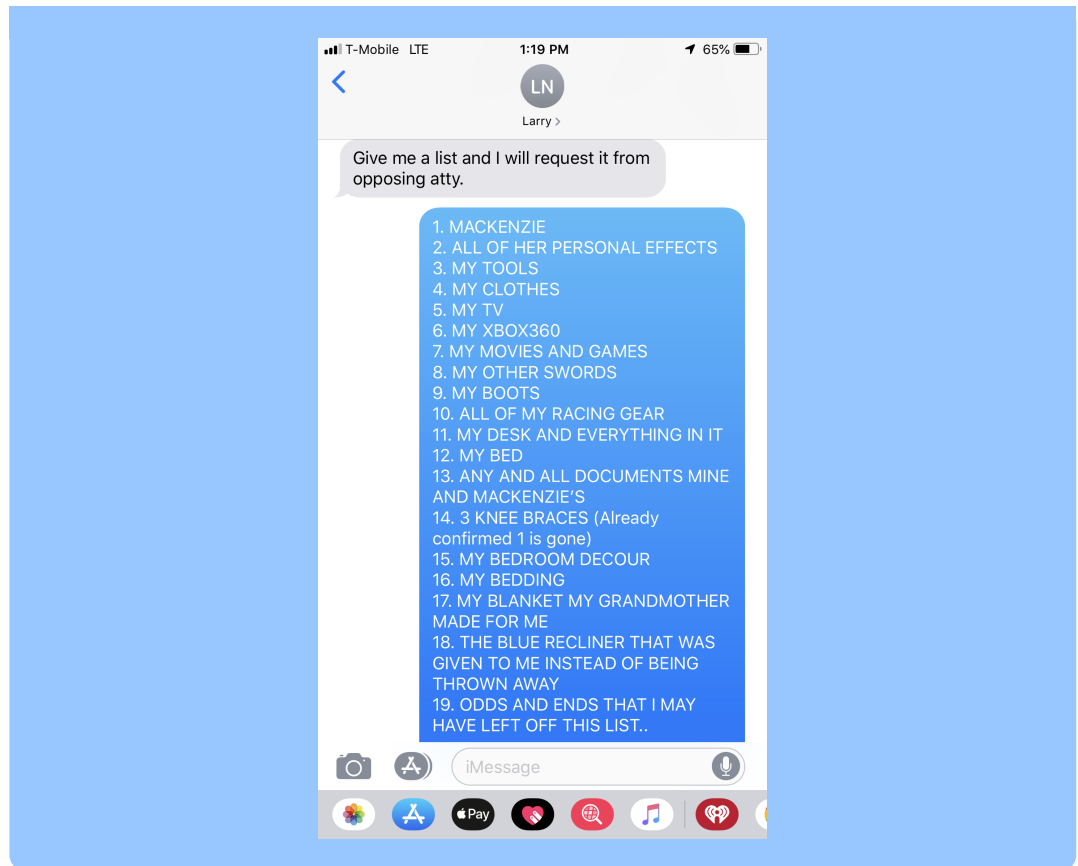 T-Mobile LTE 1:19 PM 65%
LN
Larry >
Give me a list and I will request it from
opposing atty.
1. MACKENZIE
2. ALL OF HER PERSONAL EFFECTS
3. MY TOOLS
4. MY CLOTHES
5. MY TV
6. MY XBOX360
7. MY MOVIES AND GAMES
8. MY OTHER SWORDS
9. MY BOOTS
10. ALL OF MY RACING GEAR
11. MY DESK AND EVERYTHING IN IT
12. MY BED
13. ANY AND ALL DOCUMENTS MINE
AND MACKENZIE’S
14. 3 KNEE BRACES (Already
confirmed 1 is gone)
15. MY BEDROOM DECOUR
16. MY BEDDING
17. MY BLANKET MY GRANDMOTHER
MADE FOR ME
18. THE BLUE RECLINER THAT WAS
GIVEN TO ME INSTEAD OF BEING
THROWN AWAY
19. ODDS AND ENDS THAT I MAY
HAVE LEFT OFF THIS LIST..
iMessage
Pay